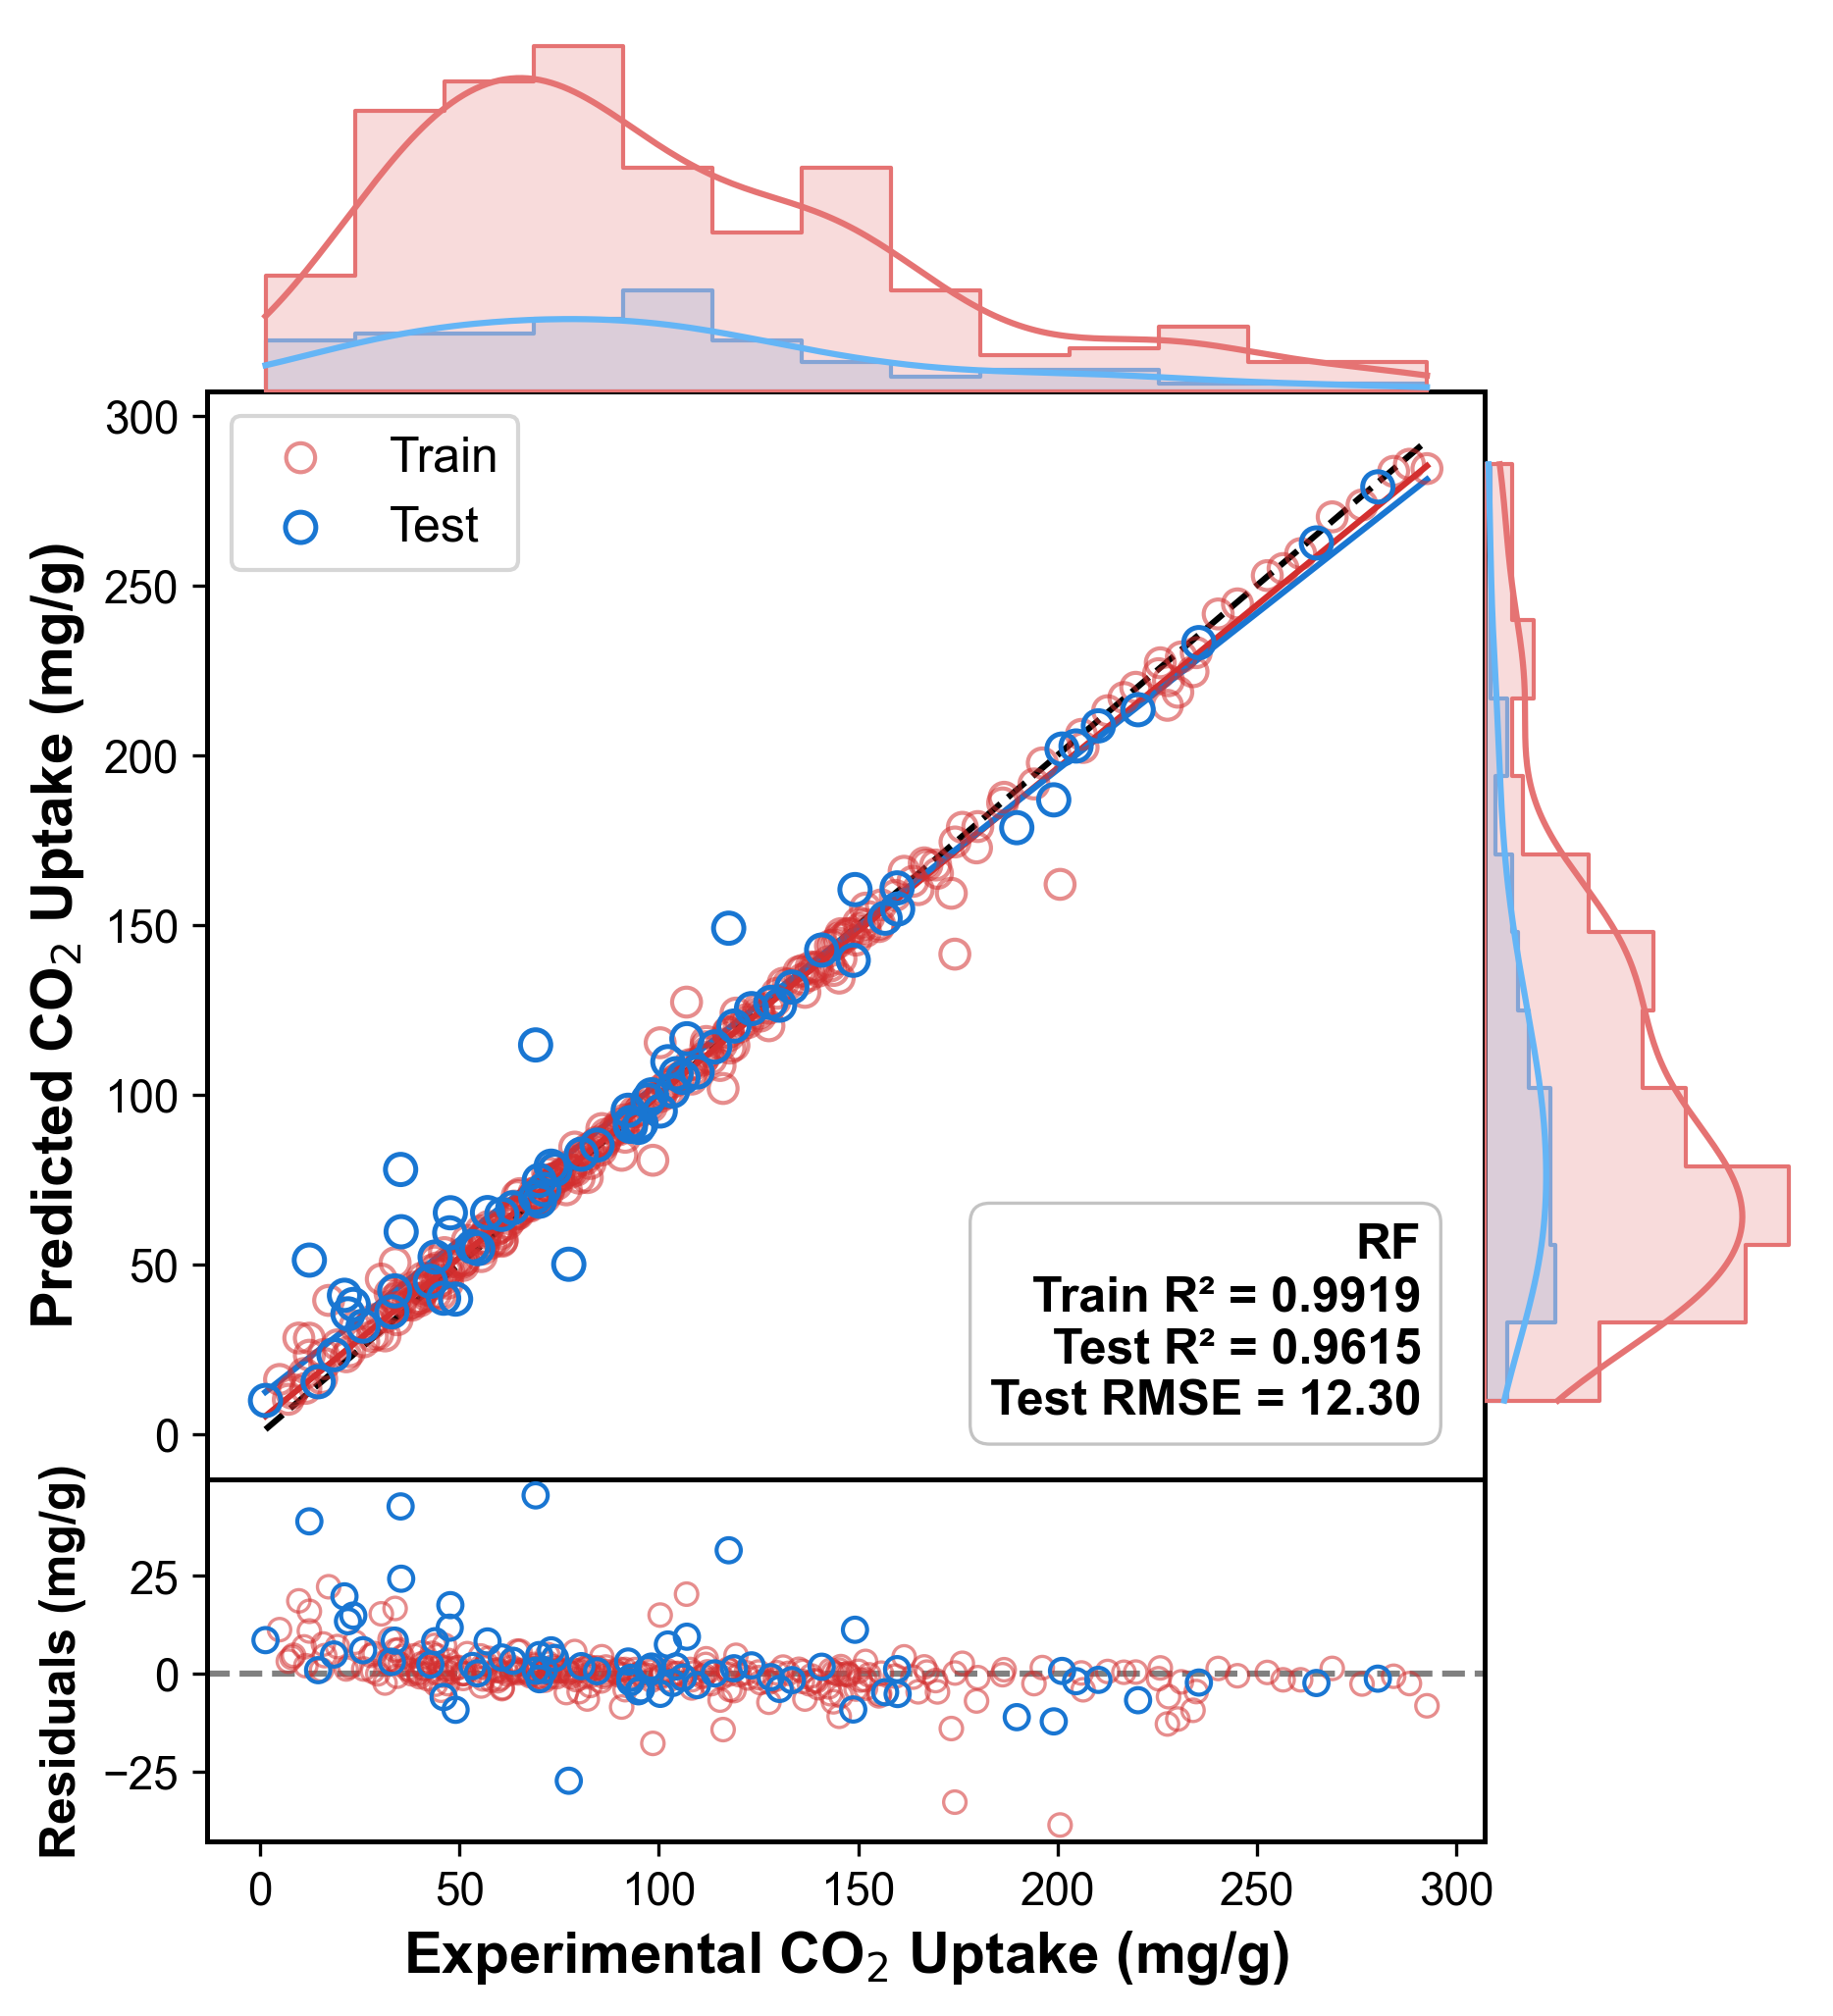 300
250
200
150
100
50
0
Predicted CO₂ Uptake (mg/g)
Train
Test
RF
Train R² = 0.9919
Test R² = 0.9615
Test RMSE = 12.30
25
0
−25
Residuals (mg/g)
0 50 100 150 200 250 300
Experimental CO₂ Uptake (mg/g)